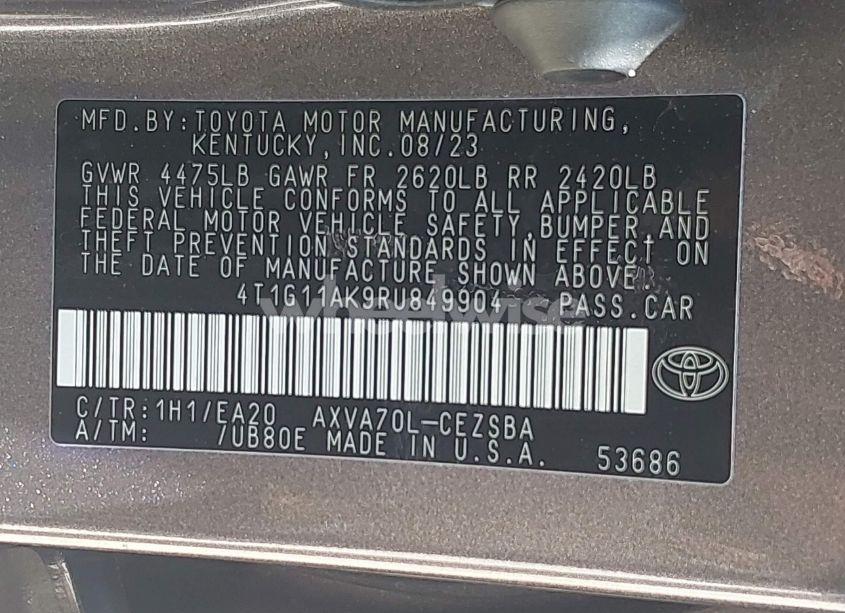 MFD.BY:TOYOTA MOTOR MANUFACTURING,
KENTUCKY, INC.08/23
GVWR 4475LB GAWR FR 2620LB RR 2420LB
THIS VEHICLE CONFORMS TO ALL APPLICABLE
FEDERAL MOTOR VEHICLE SAFETY,BUMPER AND
THEFT PREVENTION STANDARDS IN EFFECT ON
THE DATE OF MANUFACTURE SHOWN ABOVE.
4T1G11AK9RU849904 PASS.CAR
wheelwise
C/TR:1H1/EA20 AXVA70L-CEZSBA
A/TM: /UB80E MADE IN U.S.A. 53686